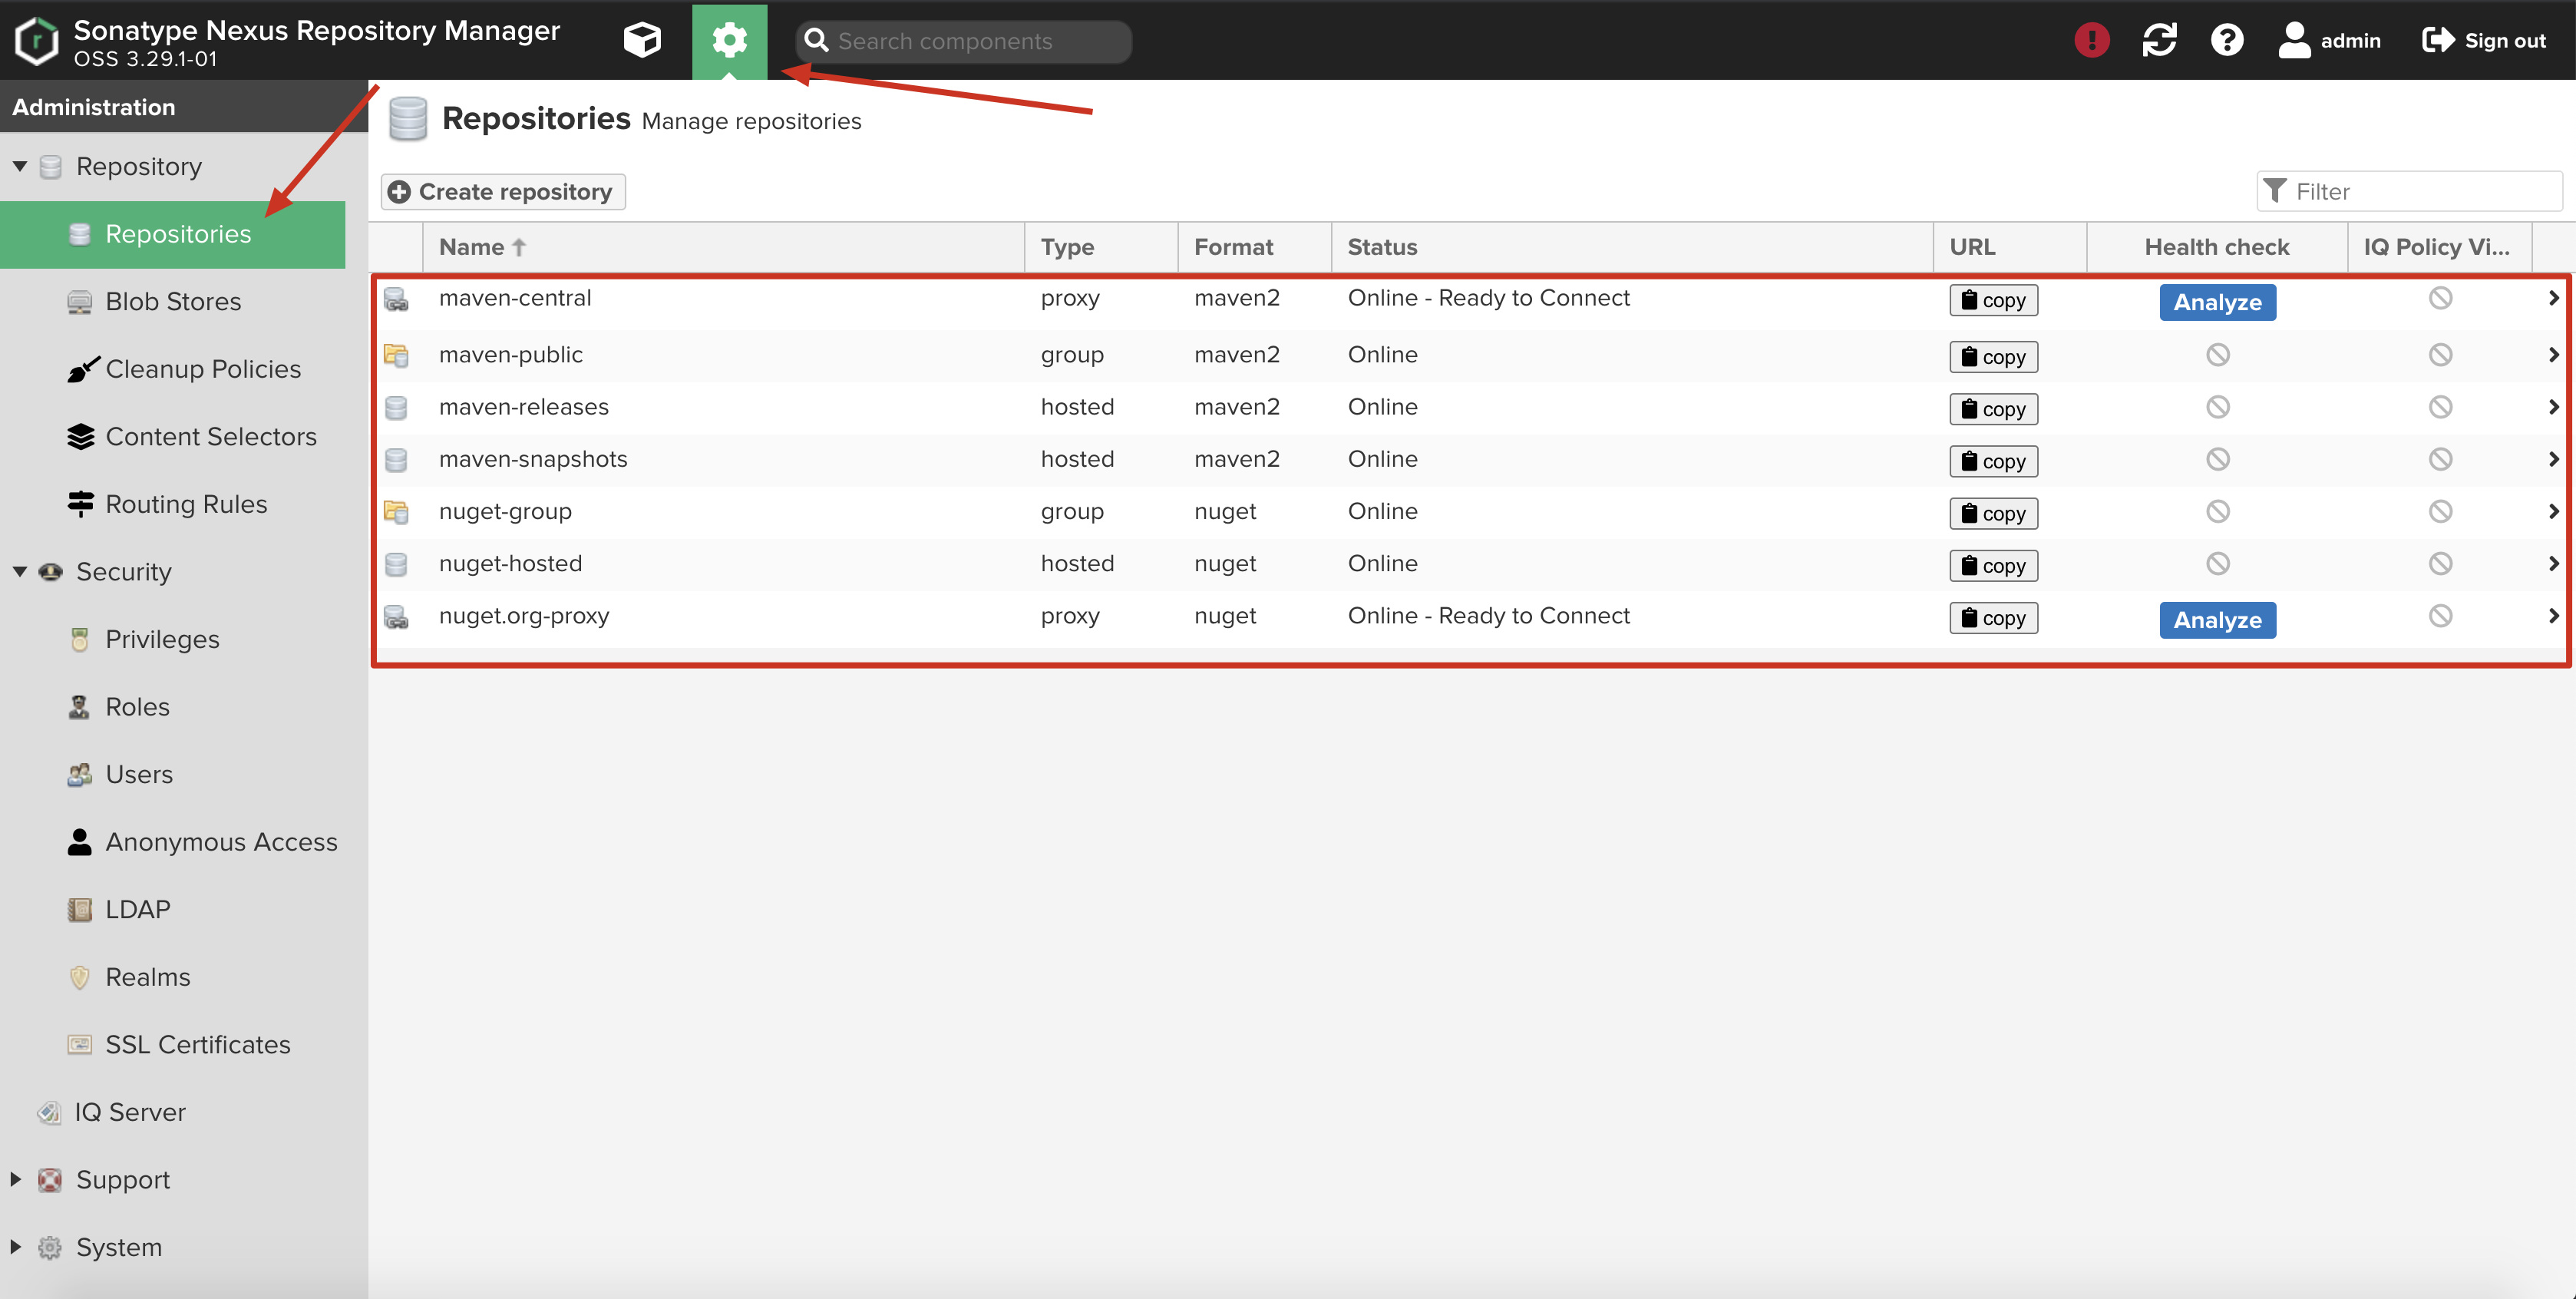 Sonatype Nexus Repository Manager
OSS 3.29.1-01
Search components
admin
Sign out
Administration
Repository
Repositories
Blob Stores
Cleanup Policies
Content Selectors
Routing Rules
Security
Privileges
Roles
Users
Anonymous Access
LDAP
Realms
SSL Certificates
IQ Server
Support
System
Repositories Manage repositories
Create repository
Filter
Name Type Format Status URL Health check IQ Policy Vi...
maven-central proxy maven2 Online - Ready to Connect copy Analyze
maven-public group maven2 Online copy
maven-releases hosted maven2 Online copy
maven-snapshots hosted maven2 Online copy
nuget-group group nuget Online copy
nuget-hosted hosted nuget Online copy
nuget.org-proxy proxy nuget Online - Ready to Connect copy Analyze